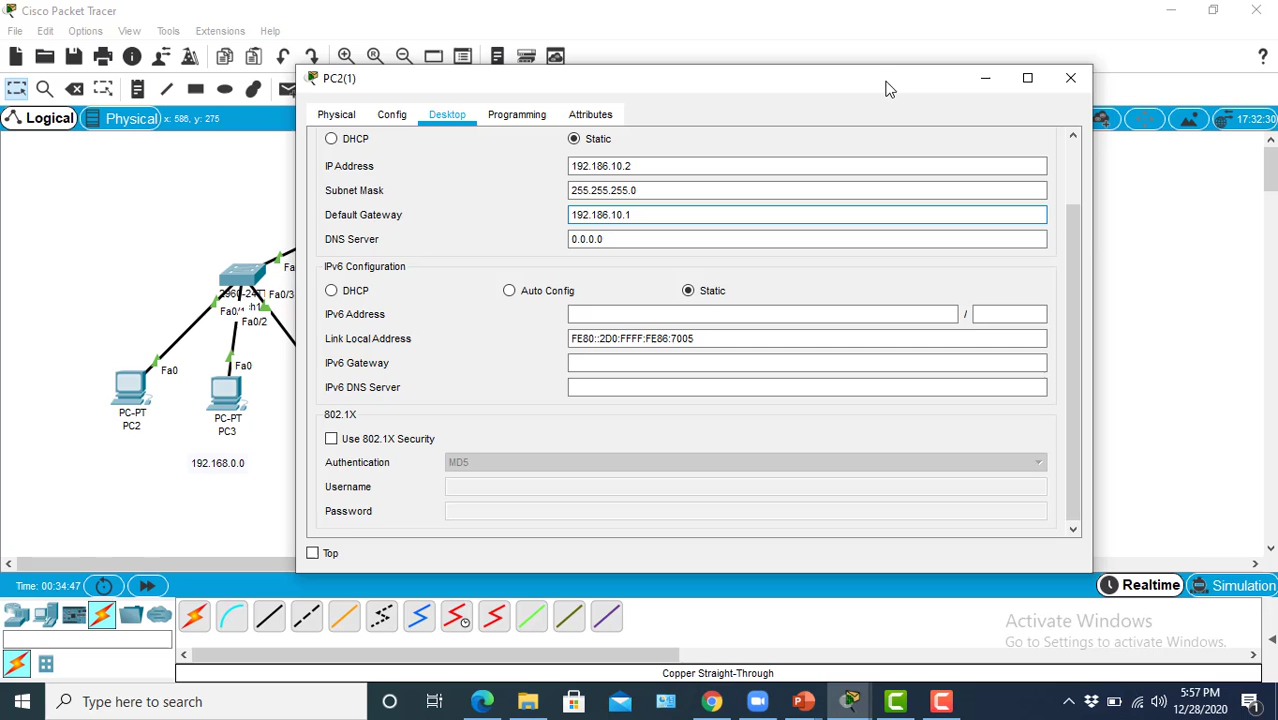 Cisco Packet Tracer
File Edit Options View Tools Extensions Help
PC2(1)
Logical Physical x: 586, y: 275
17:32:30
Physical Config Desktop Programming Attributes
DHCP Static
IP Address 192.186.10.2
Subnet Mask 255.255.255.0
Default Gateway 192.186.10.1
DNS Server 0.0.0.0
IPv6 Configuration
DHCP Auto Config Static
IPv6 Address /
Link Local Address FE80::2D0:FFFF:FE86:7005
IPv6 Gateway
IPv6 DNS Server
802.1X
Use 802.1X Security
Authentication MD5
Username
Password
Top
Fa
Fa0/3
Fa0/2
Fa0
Fa0
PC-PT
PC2
PC-PT
PC3
192.168.0.0
Time: 00:34:47
Realtime Simulation
Activate Windows
Go to Settings to activate Windows.
Copper Straight-Through
Type here to search
5:57 PM
12/28/2020